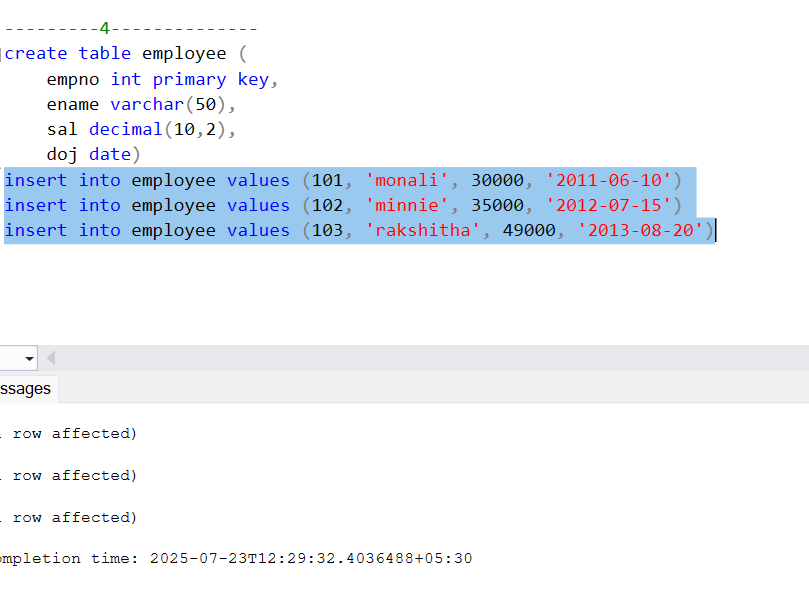 ---------4--------------
create table employee (
    empno int primary key,
    ename varchar(50),
    sal decimal(10,2),
    doj date)
insert into employee values (101, 'monali', 30000, '2011-06-10')
insert into employee values (102, 'minnie', 35000, '2012-07-15')
insert into employee values (103, 'rakshitha', 49000, '2013-08-20')
ssages
row affected)
row affected)
row affected)
ompletion time: 2025-07-23T12:29:32.4036488+05:30